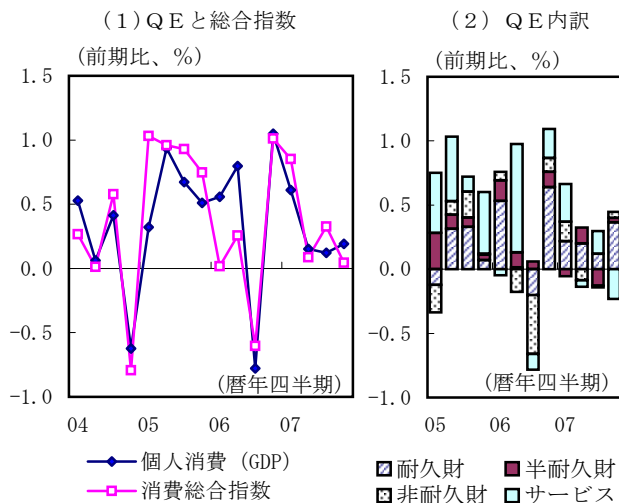 （１）ＱＥと総合指数
(前期比、%)
1.5
1.0
0.5
0.0
-0.5
-1.0
(暦年四半期)
04 05 06 07
個人消費 (GDP)
消費総合指数
（２）ＱＥ内訳
(前期比、%)
1.5
1.0
0.5
0.0
-0.5
-1.0
(暦年四半期)
05 06 07
耐久財 半耐久財
非耐久財 サービス